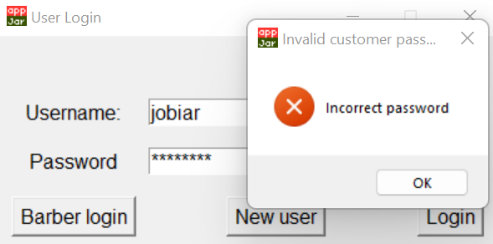 app
Jar
User Login
app
Jar
Invalid customer pass...
Username:
jobiar
Incorrect password
Password
********
OK
Barber login
New user
Login